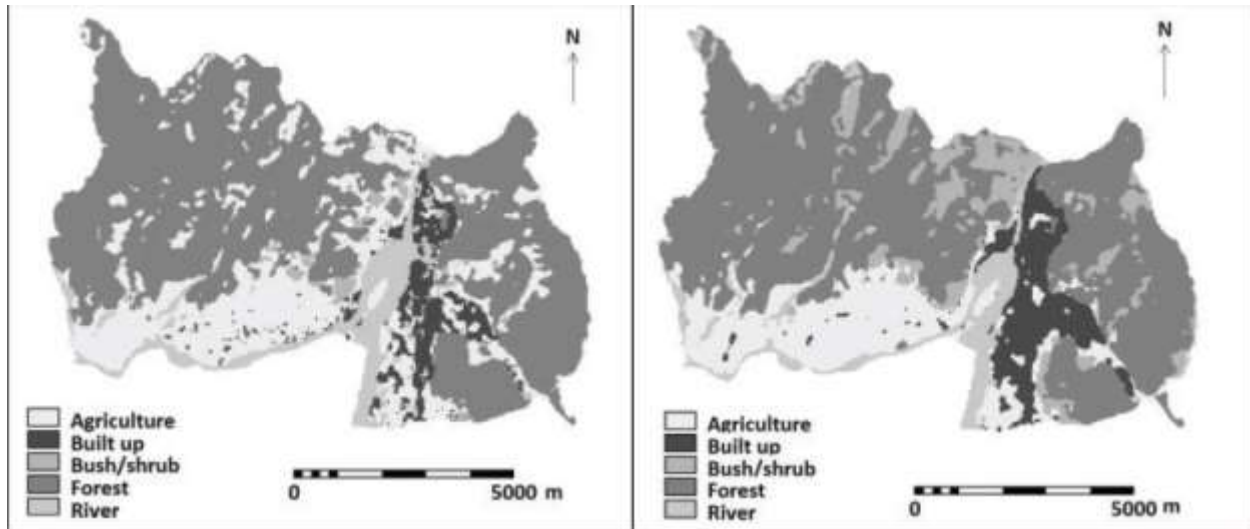 N
Agriculture
Built up
Bush/shrub
Forest
River
0 5000 m
N
Agriculture
Built up
Bush/shrub
Forest
River
0 5000 m